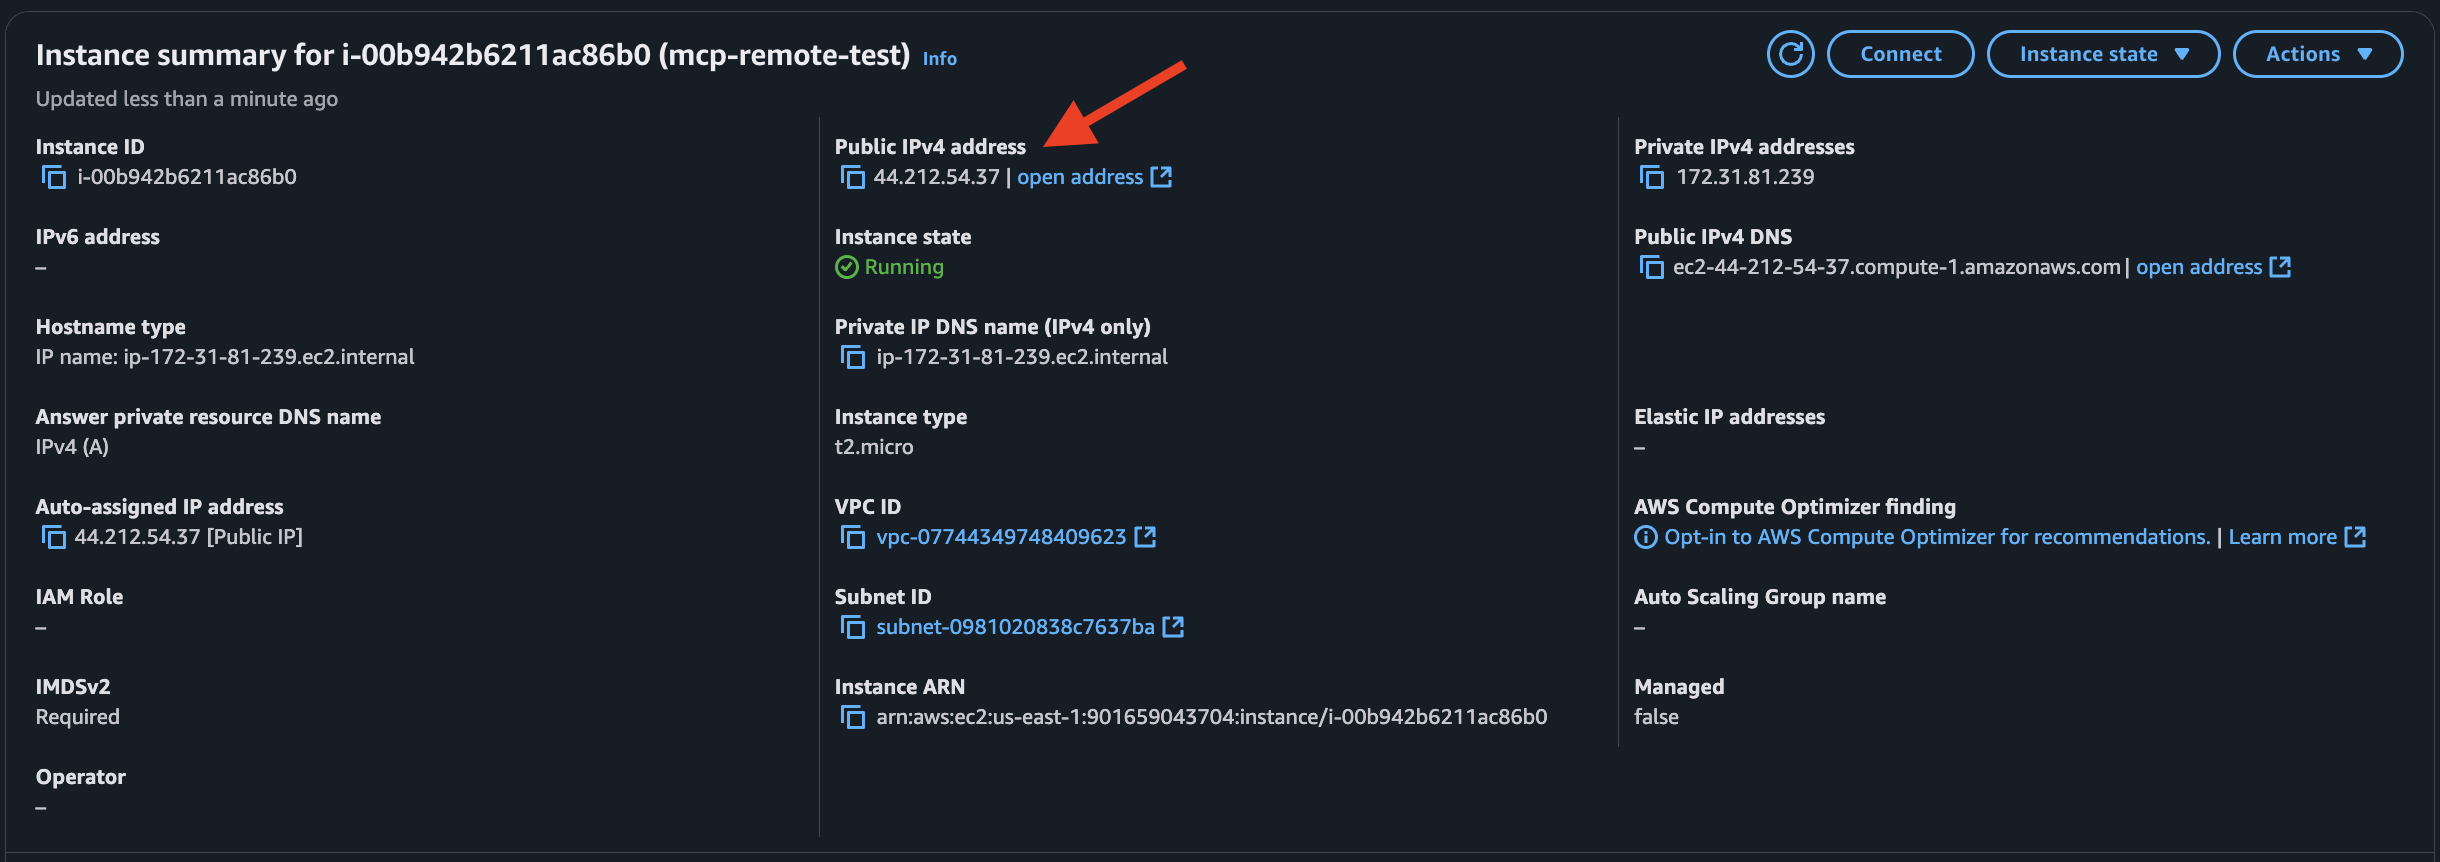 Instance summary for i-00b942b6211ac86b0 (mcp-remote-test) Info
Connect
Instance state
Actions
Updated less than a minute ago
Instance ID
i-00b942b6211ac86b0
Public IPv4 address
44.212.54.37 | open address
Private IPv4 addresses
172.31.81.239
IPv6 address
–
Instance state
Running
Public IPv4 DNS
ec2-44-212-54-37.compute-1.amazonaws.com | open address
Hostname type
IP name: ip-172-31-81-239.ec2.internal
Private IP DNS name (IPv4 only)
ip-172-31-81-239.ec2.internal
Answer private resource DNS name
IPv4 (A)
Instance type
t2.micro
Elastic IP addresses
–
Auto-assigned IP address
44.212.54.37 [Public IP]
VPC ID
vpc-07744349748409623
AWS Compute Optimizer finding
Opt-in to AWS Compute Optimizer for recommendations. | Learn more
IAM Role
–
Subnet ID
subnet-0981020838c7637ba
Auto Scaling Group name
–
IMDSv2
Required
Instance ARN
arn:aws:ec2:us-east-1:901659043704:instance/i-00b942b6211ac86b0
Managed
false
Operator
–